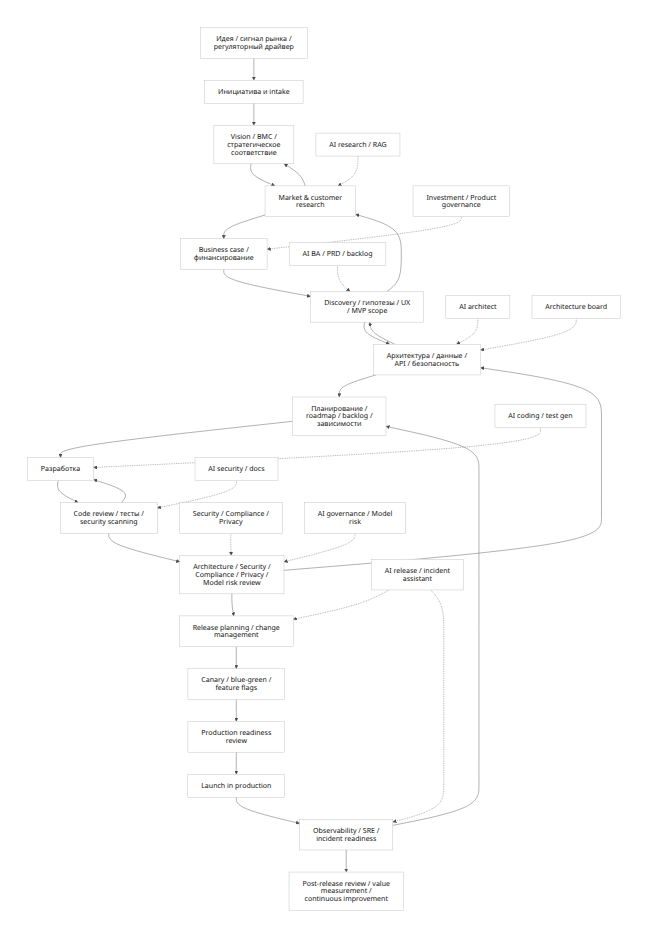 Идея / сигнал рынка /
регуляторный драйвер
Инициатива и intake
Vision / BMC /
стратегическое
соответствие
AI research / RAG
Market & customer
research
Investment / Product
governance
Business case /
финансирование
AI BA / PRD / backlog
Discovery / гипотезы / UX
/ MVP scope
AI architect
Architecture board
Архитектура / данные /
API / безопасность
Планирование /
roadmap / backlog /
зависимости
AI coding / test gen
Разработка
AI security / docs
Code review / тесты /
security scanning
Security / Compliance /
Privacy
AI governance / Model
risk
Architecture / Security /
Compliance / Privacy /
Model risk review
AI release / incident
assistant
Release planning / change
management
Canary / blue-green /
feature flags
Production readiness
review
Launch in production
Observability / SRE /
incident readiness
Post-release review / value
measurement /
continuous improvement